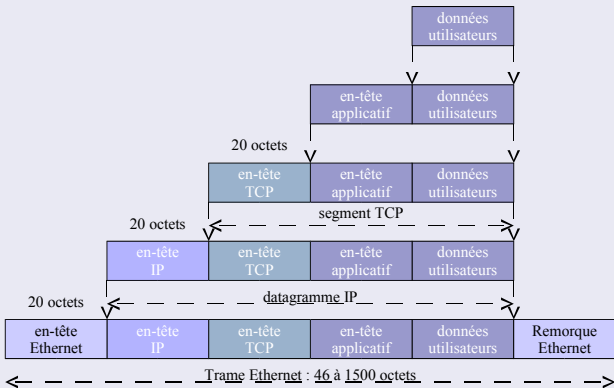 données
utilisateurs
en-tête
applicatif
données
utilisateurs
20 octets
en-tête
TCP
en-tête
applicatif
données
utilisateurs
segment TCP
20 octets
en-tête
IP
en-tête
TCP
en-tête
applicatif
données
utilisateurs
20 octets
datagramme IP
en-tête
Ethernet
en-tête
IP
en-tête
TCP
en-tête
applicatif
données
utilisateurs
Remorque
Ethernet
Trame Ethernet : 46 à 1500 octets